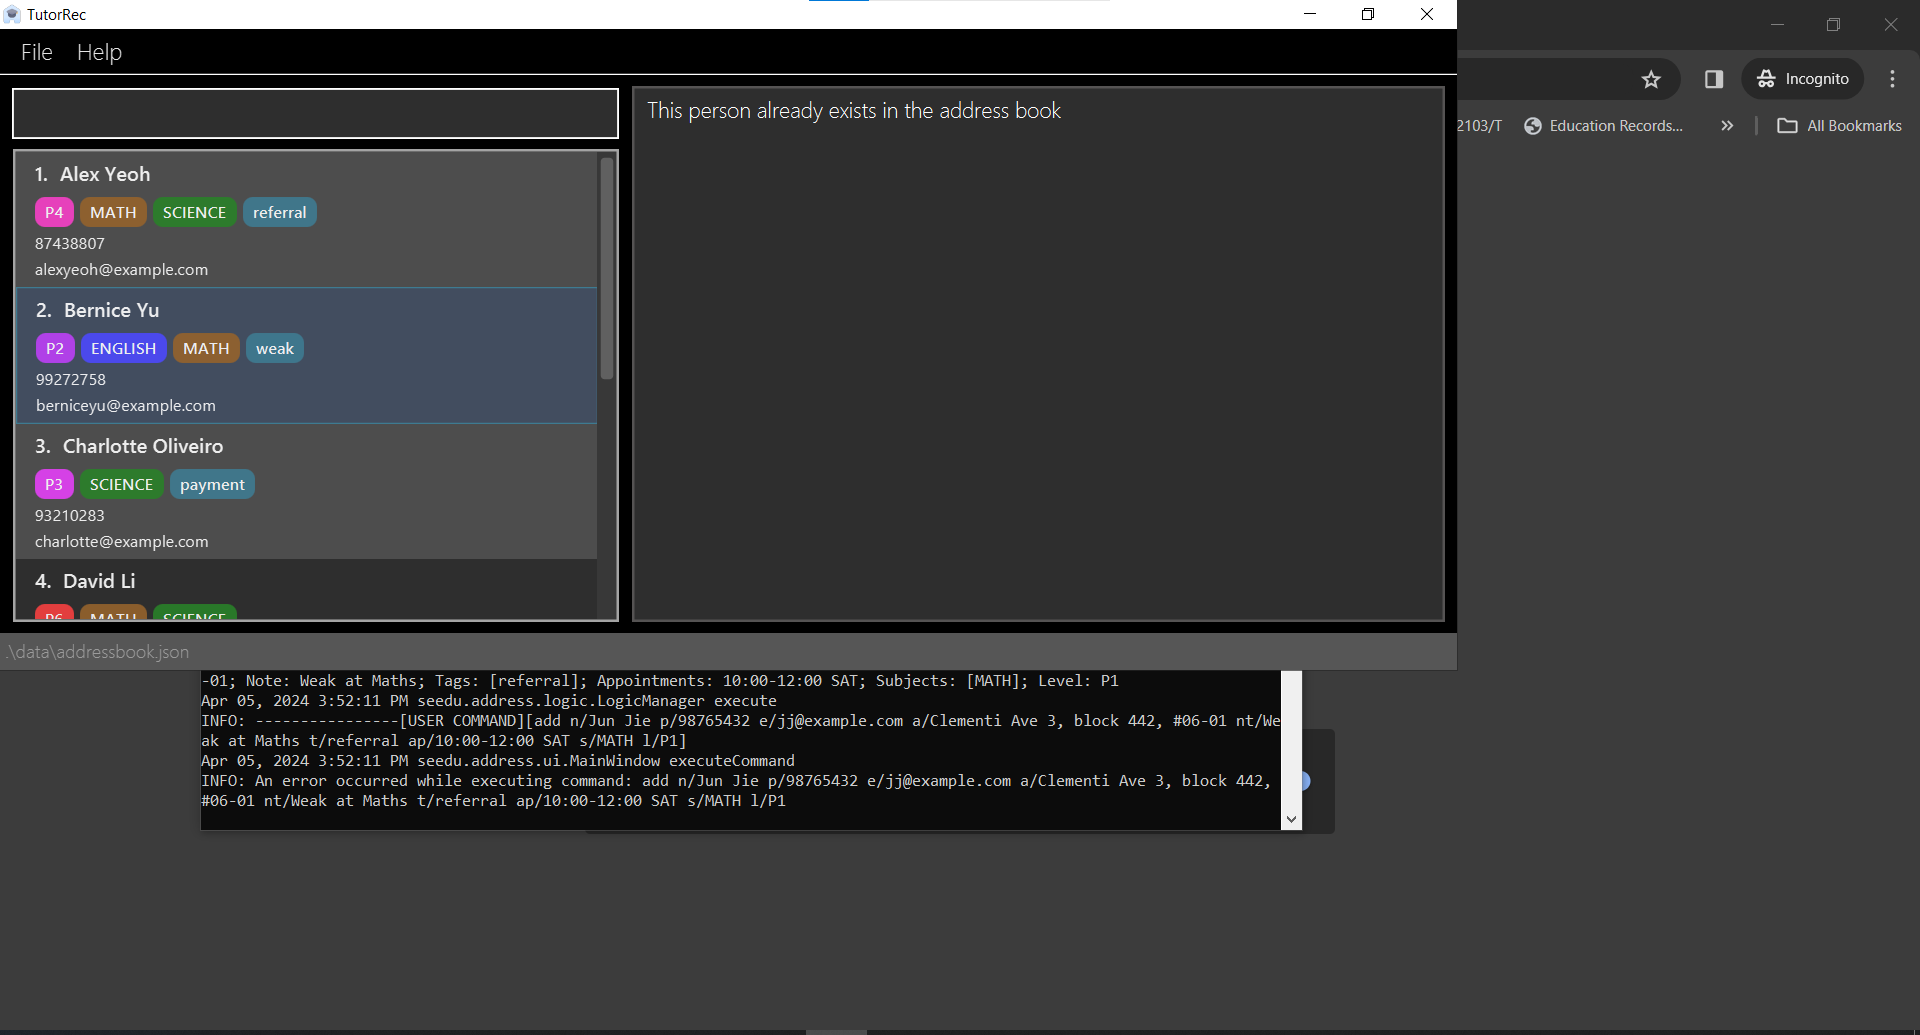 TutorRec
File Help
This person already exists in the address book
1. Alex Yeoh
P4 MATH SCIENCE referral
87438807
alexyeoh@example.com
2. Bernice Yu
P2 ENGLISH MATH weak
99272758
berniceyu@example.com
3. Charlotte Oliveiro
P3 SCIENCE payment
93210283
charlotte@example.com
4. David Li
P6 MATH SCIENCE
.\data\addressbook.json
Incognito
2103/T Education Records... » All Bookmarks
-01; Note: Weak at Maths; Tags: [referral]; Appointments: 10:00-12:00 SAT; Subjects: [MATH]; Level: P1
Apr 05, 2024 3:52:11 PM seedu.address.logic.LogicManager execute
INFO: ----------------[USER COMMAND][add n/Jun Jie p/98765432 e/jj@example.com a/Clementi Ave 3, block 442, #06-01 nt/We
ak at Maths t/referral ap/10:00-12:00 SAT s/MATH l/P1]
Apr 05, 2024 3:52:11 PM seedu.address.ui.MainWindow executeCommand
INFO: An error occurred while executing command: add n/Jun Jie p/98765432 e/jj@example.com a/Clementi Ave 3, block 442,
#06-01 nt/Weak at Maths t/referral ap/10:00-12:00 SAT s/MATH l/P1